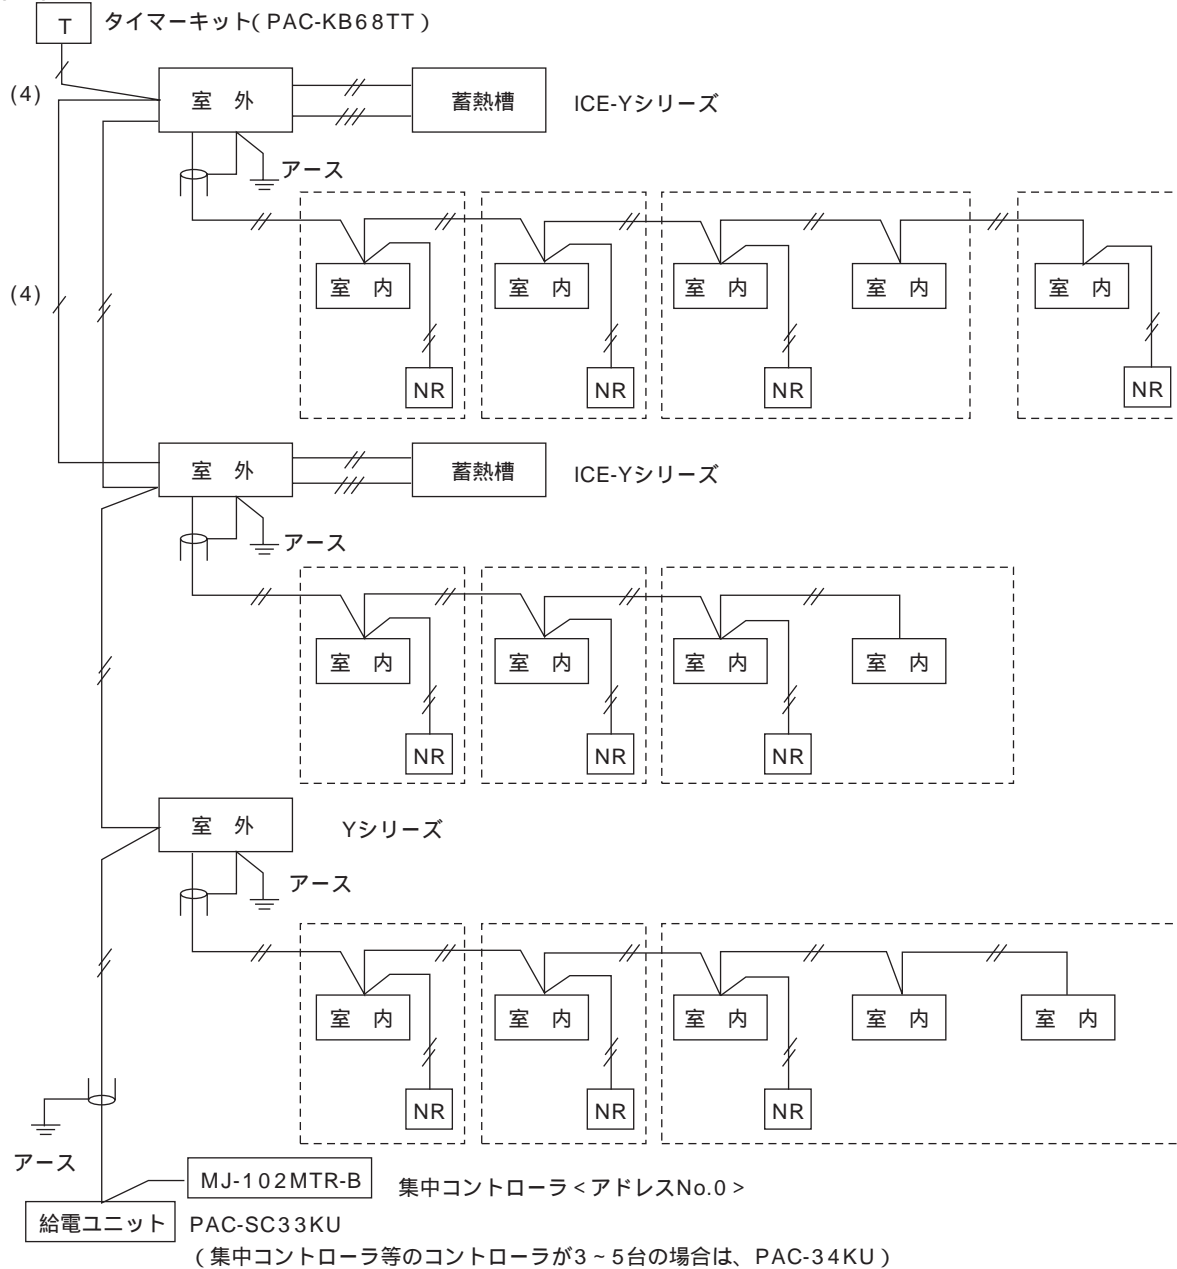 T タイマーキット(PAC-KB68TT)
(4)
室 外 蓄熱槽 ICE-Yシリーズ
アース
(4)
室 内 室 内 室 内 室 内 室 内
NR NR NR NR
室 外 蓄熱槽 ICE-Yシリーズ
アース
室 内 室 内 室 内 室 内
NR NR NR
室 外 Yシリーズ
アース
室 内 室 内 室 内 室 内 室 内
NR NR NR
アース
MJ-102MTR-B 集中コントローラ<アドレスNo.0>
給電ユニット PAC-SC33KU
(集中コントローラ等のコントローラが3~5台の場合は、PAC-34KU)